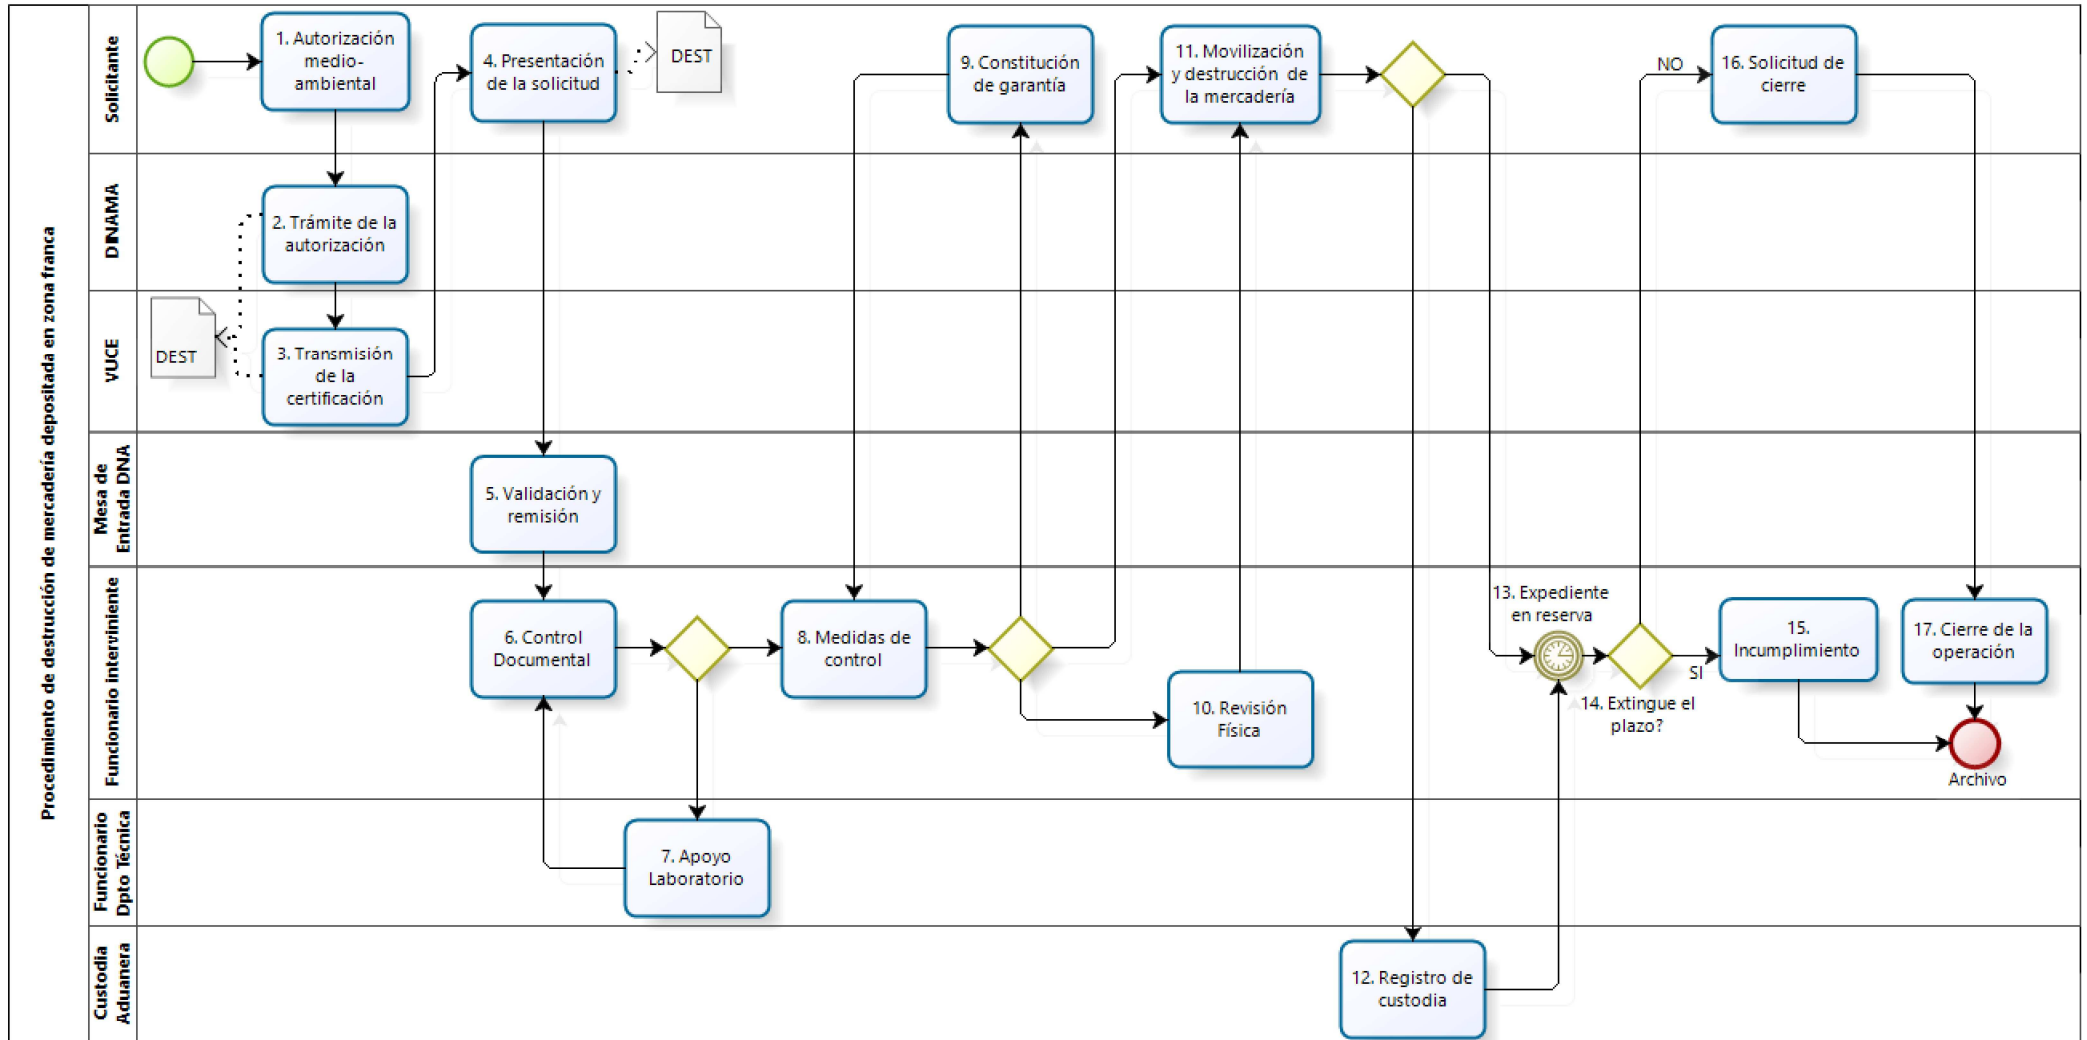 Procedimiento de destrucción de mercadería depositada en zona franca
Solicitante
1. Autorización
medio-
ambiental
4. Presentación
de la solicitud
DEST
9. Constitución
de garantía
11. Movilización
y destrucción de
la mercadería
NO
16. Solicitud de
cierre
DINAMA
2. Trámite de la
autorización
VUCE
DEST
3. Transmisión
de la
certificación
Mesa de
Entrada DNA
5. Validación y
remisión
Funcionario interviniente
6. Control
Documental
8. Medidas de
control
10. Revisión
Física
13. Expediente
en reserva
14. Extingue el
plazo?
SI
15.
Incumplimiento
17. Cierre de la
operación
Archivo
Funcionario
Dpto Técnica
7. Apoyo
Laboratorio
Custodia
Aduanera
12. Registro de
custodia